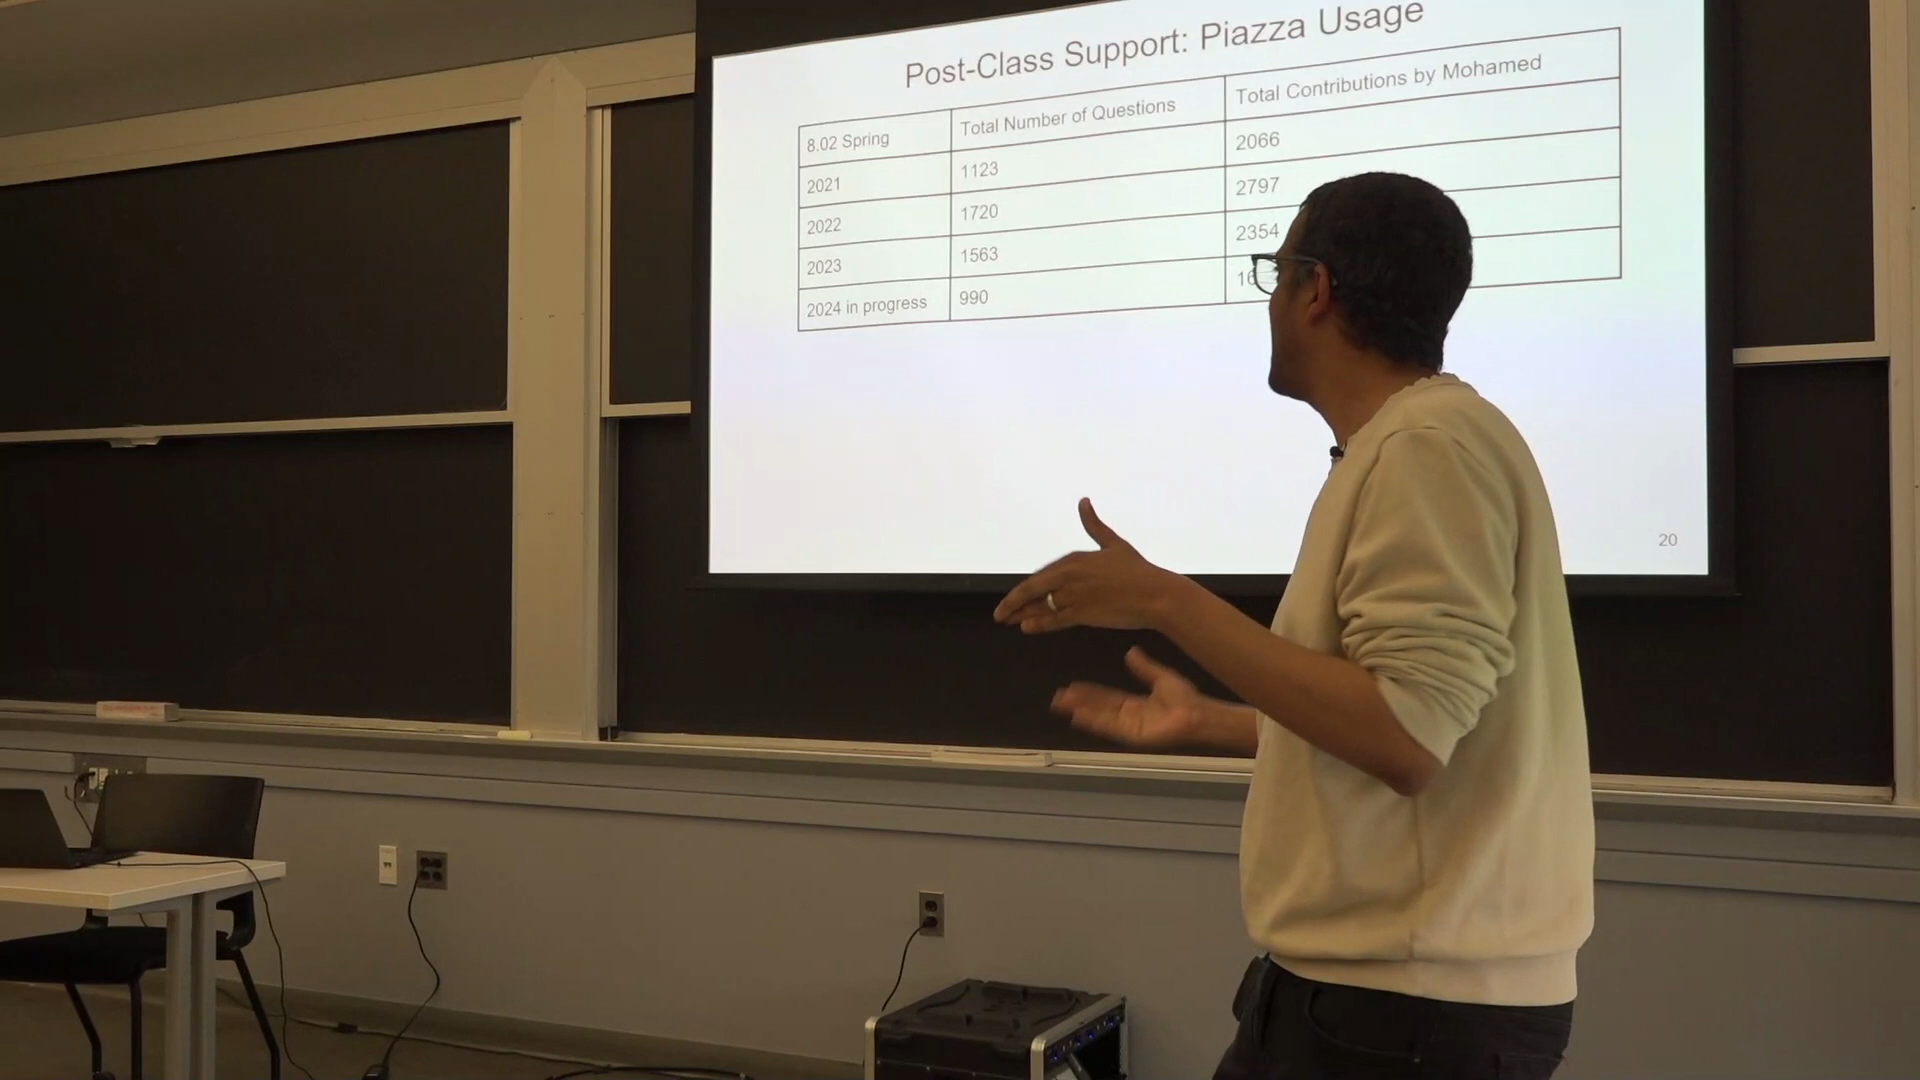 Post-Class Support: Piazza Usage
8.02 Spring Total Number of Questions Total Contributions by Mohamed
2021 1123 2066
2022 1720 2797
2023 1563 2354
2024 in progress 990
20